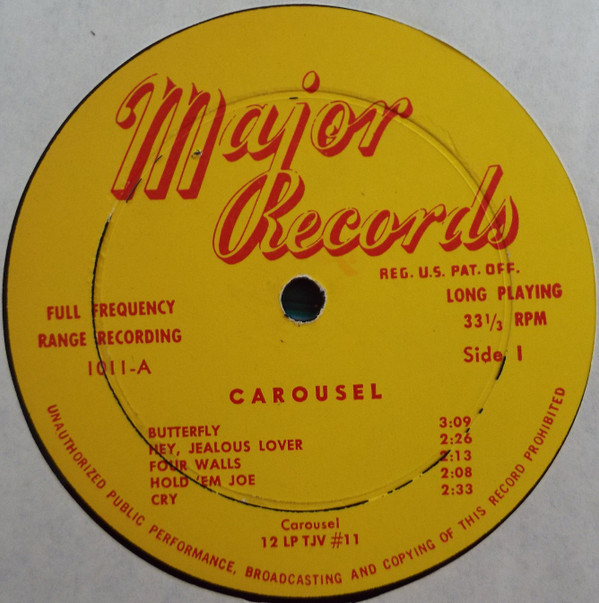 Major
Records
REG. U.S. PAT. OFF.
FULL FREQUENCY
RANGE RECORDING
1011-A
LONG PLAYING
33 1/3 RPM
Side 1
CAROUSEL
BUTTERFLY 3:09
HEY, JEALOUS LOVER 2:26
FOUR WALLS 2:13
HOLD 'EM JOE 2:08
CRY 2:33
Carousel
12 LP TJV #11
UNAUTHORIZED PUBLIC PERFORMANCE, BROADCASTING AND COPYING OF THIS RECORD PROHIBITED